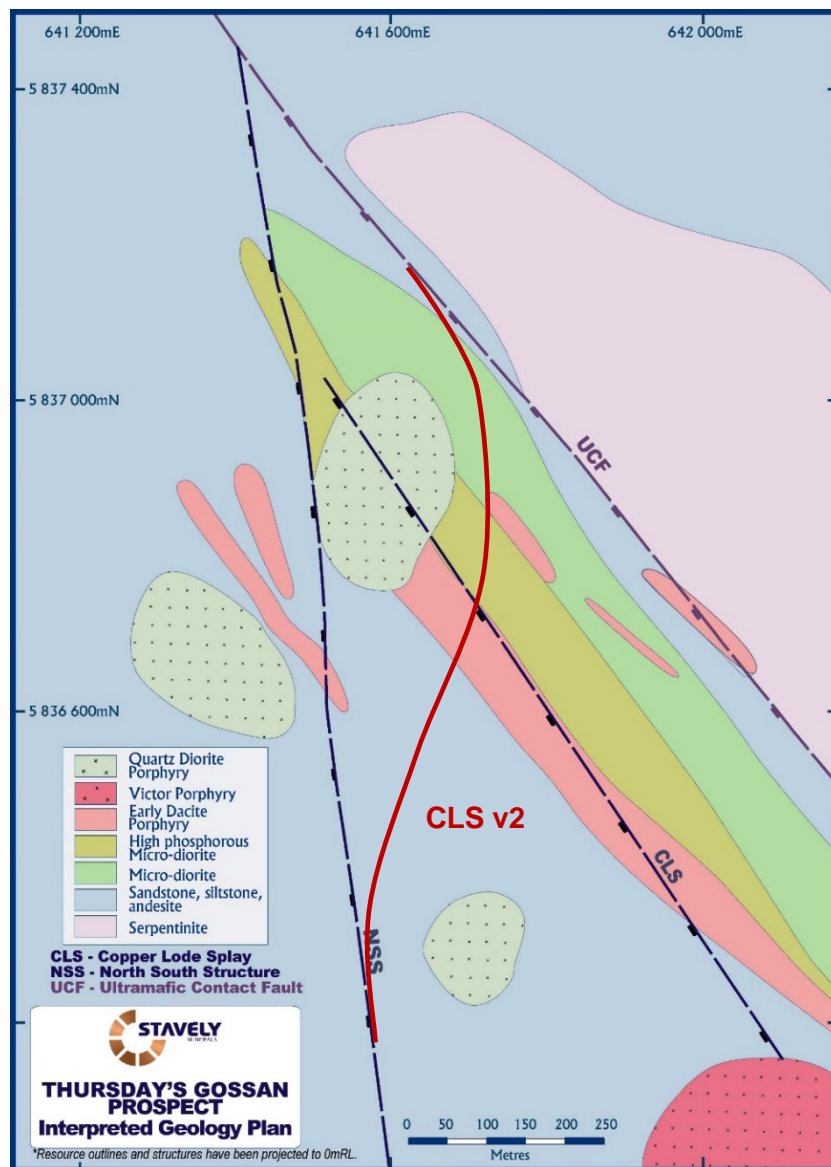 641 200mE
641 600mE
642 000mE
5 837 400mN
5 837 000mN
UCF
5 836 600mN
CLS v2
CLS
NSS
Quartz Diorite
Porphyry
Victor Porphyry
Early Dacite
Porphyry
High phosphorous
Micro-diorite
Micro-diorite
Sandstone, siltstone,
andesite
Serpentinite
CLS - Copper Lode Splay
NSS - North South Structure
UCF - Ultramafic Contact Fault
STAVELY
MINERALS
THURSDAY'S GOSSAN
PROSPECT
Interpreted Geology Plan
*Resource outlines and structures have been projected to 0mRL.
0 50 100 150 200 250
Metres